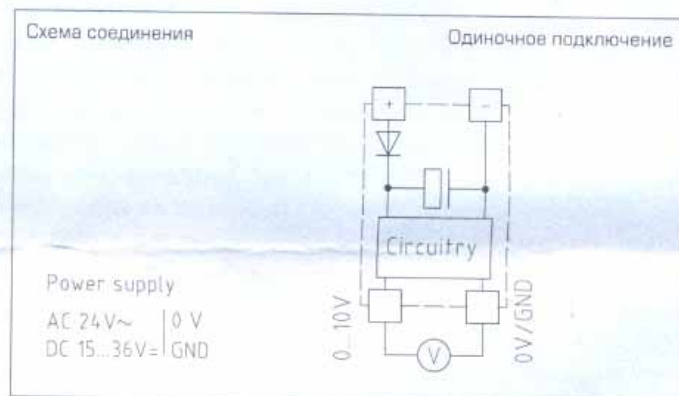 Схема соединения
Одиночное подключение
+
−
Circuitry
Power supply
AC 24V~ | 0 V
DC 15...36V= | GND
0...10V
0V/GND
V